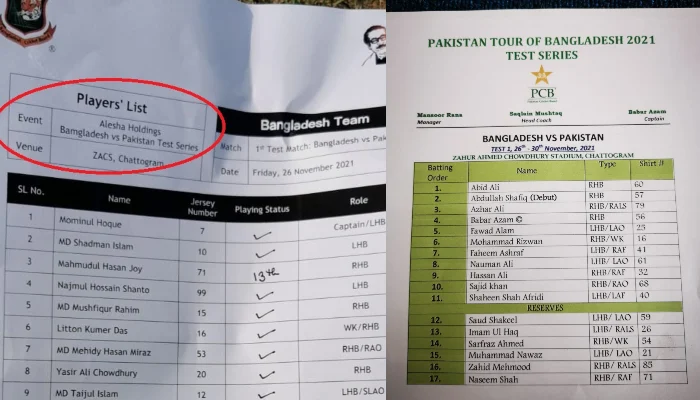 Players' List
Event Alesha Holdings
Bangladesh vs Pakistan Test Series
Venue ZACS, Chattogram
Bangladesh Team
Match 1st Test Match: Bangladesh vs Pak
Date Friday, 26 November 2021
SL No. Name Jersey Number Playing Status Role
1 Mominul Hoque 7 ✓ Captain/LHB
2 MD Shadman Islam 10 ✓ LHB
3 Mahmudul Hasan Joy 71 13th RHB
4 Najmul Hossain Shanto 99 ✓ LHB
5 MD Mushfiqur Rahim 15 ✓ RHB
6 Litton Kumer Das 16 ✓ WK/RHB
7 MD Mehidy Hasan Miraz 53 ✓ RHB/RAO
8 Yasir Ali Chowdhury 20 ✓ RHB
9 MD Taijul Islam 12 ✓ LHB/SLAO
PAKISTAN TOUR OF BANGLADESH 2021
TEST SERIES
PCB
Mansoor Rana Saqlain Mushtaq Babar Azam
Manager Head Coach Captain
BANGLADESH VS PAKISTAN
TEST 1, 26th - 30th November, 2021
ZAHUR AHMED CHOWDHURY STADIUM, CHATTOGRAM
Batting Order Name Type Shirt #
1. Abid Ali RHB 60
2. Abdullah Shafiq (Debut) RHB 57
3. Azhar Ali RHB/RALS 79
4. Babar Azam © RHB 56
5. Fawad Alam LHB/LAO 25
6. Mohammad Rizwan RHB/WK 16
7. Faheem Ashraf LHB/ RAF 41
8. Nauman Ali LHB/ LAO 61
9. Hassan Ali RHB/RAF 32
10. Sajid khan RHB/RAO 68
11. Shaheen Shah Afridi LHB/LAF 40
RESERVES
12. Saud Shakeel LHB/ LAO 59
13. Imam Ul Haq LHB/ RALS 26
14. Sarfraz Ahmed RHB/WK 54
15. Muhammad Nawaz LHB/ LAO 21
16. Zahid Mehmood RHB/ RALS 85
17. Naseem Shah RHB/ RAF 71